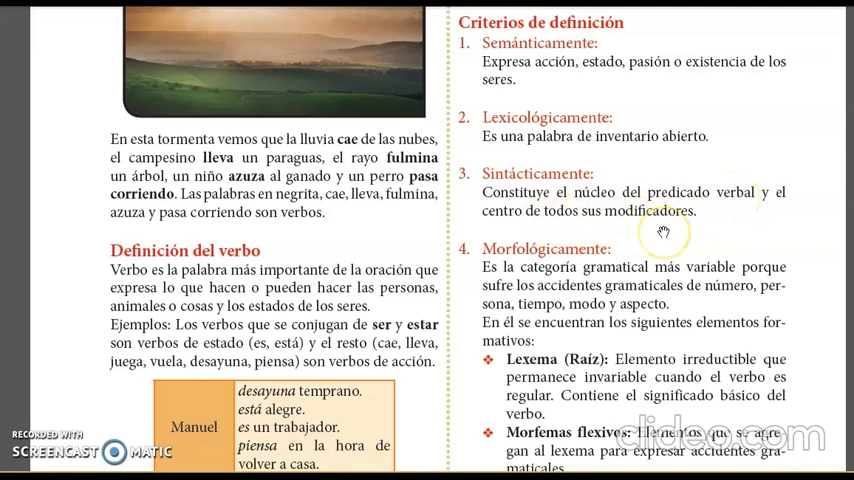 En esta tormenta vemos que la lluvia cae de las nubes,
el campesino lleva un paraguas, el rayo fulmina
un árbol, un niño azuza al ganado y un perro pasa
corriendo. Las palabras en negrita, cae, lleva, fulmina,
azuza y pasa corriendo son verbos.
Definición del verbo
Verbo es la palabra más importante de la oración que
expresa lo que hacen o pueden hacer las personas,
animales o cosas y los estados de los seres.
Ejemplos: Los verbos que se conjugan de ser y estar
son verbos de estado (es, está) y el resto (cae, lleva,
juega, vuela, desayuna, piensa) son verbos de acción.
Manuel
desayuna temprano.
está alegre.
es un trabajador.
piensa en la hora de
volver a casa.
Criterios de definición
1. Semánticamente:
Expresa acción, estado, pasión o existencia de los
seres.
2. Lexicológicamente:
Es una palabra de inventario abierto.
3. Sintácticamente:
Constituye el núcleo del predicado verbal y el
centro de todos sus modificadores.
4. Morfológicamente:
Es la categoría gramatical más variable porque
sufre los accidentes gramaticales de número, per-
sona, tiempo, modo y aspecto.
En él se encuentran los siguientes elementos for-
mativos:
❖ Lexema (Raíz): Elemento irreductible que
permanece invariable cuando el verbo es
regular. Contiene el significado básico del
verbo.
❖ Morfemas flexivos: Elementos que se agre-
gan al lexema para expresar accidentes gra-
maticales
RECORDED WITH
SCREENCAST MATIC
clideo.com